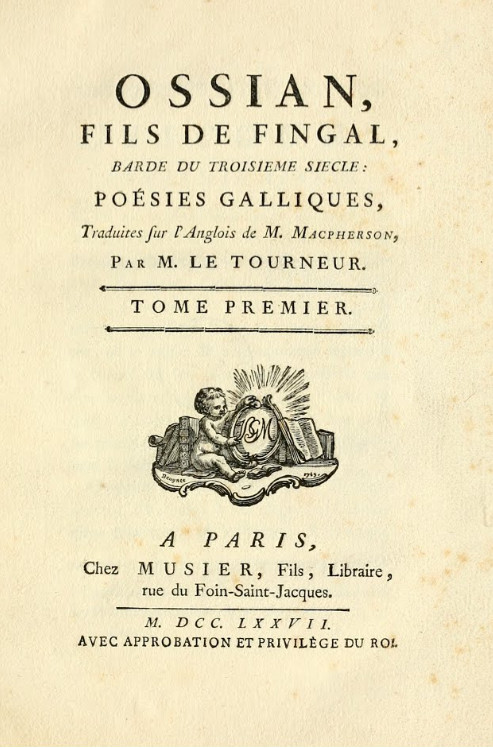 OSSIAN,
FILS DE FINGAL,
BARDE DU TROISIEME SIECLE:
POÉSIES GALLIQUES,
Traduites ſur l'Anglois de M. MACPHERSON,
PAR M. LE TOURNEUR.
TOME PREMIER.
A PARIS,
Chez MUSIER, Fils, Libraire,
rue du Foin-Saint-Jacques.
M. DCC. LXXVII.
AVEC APPROBATION ET PRIVILÈGE DU ROI.